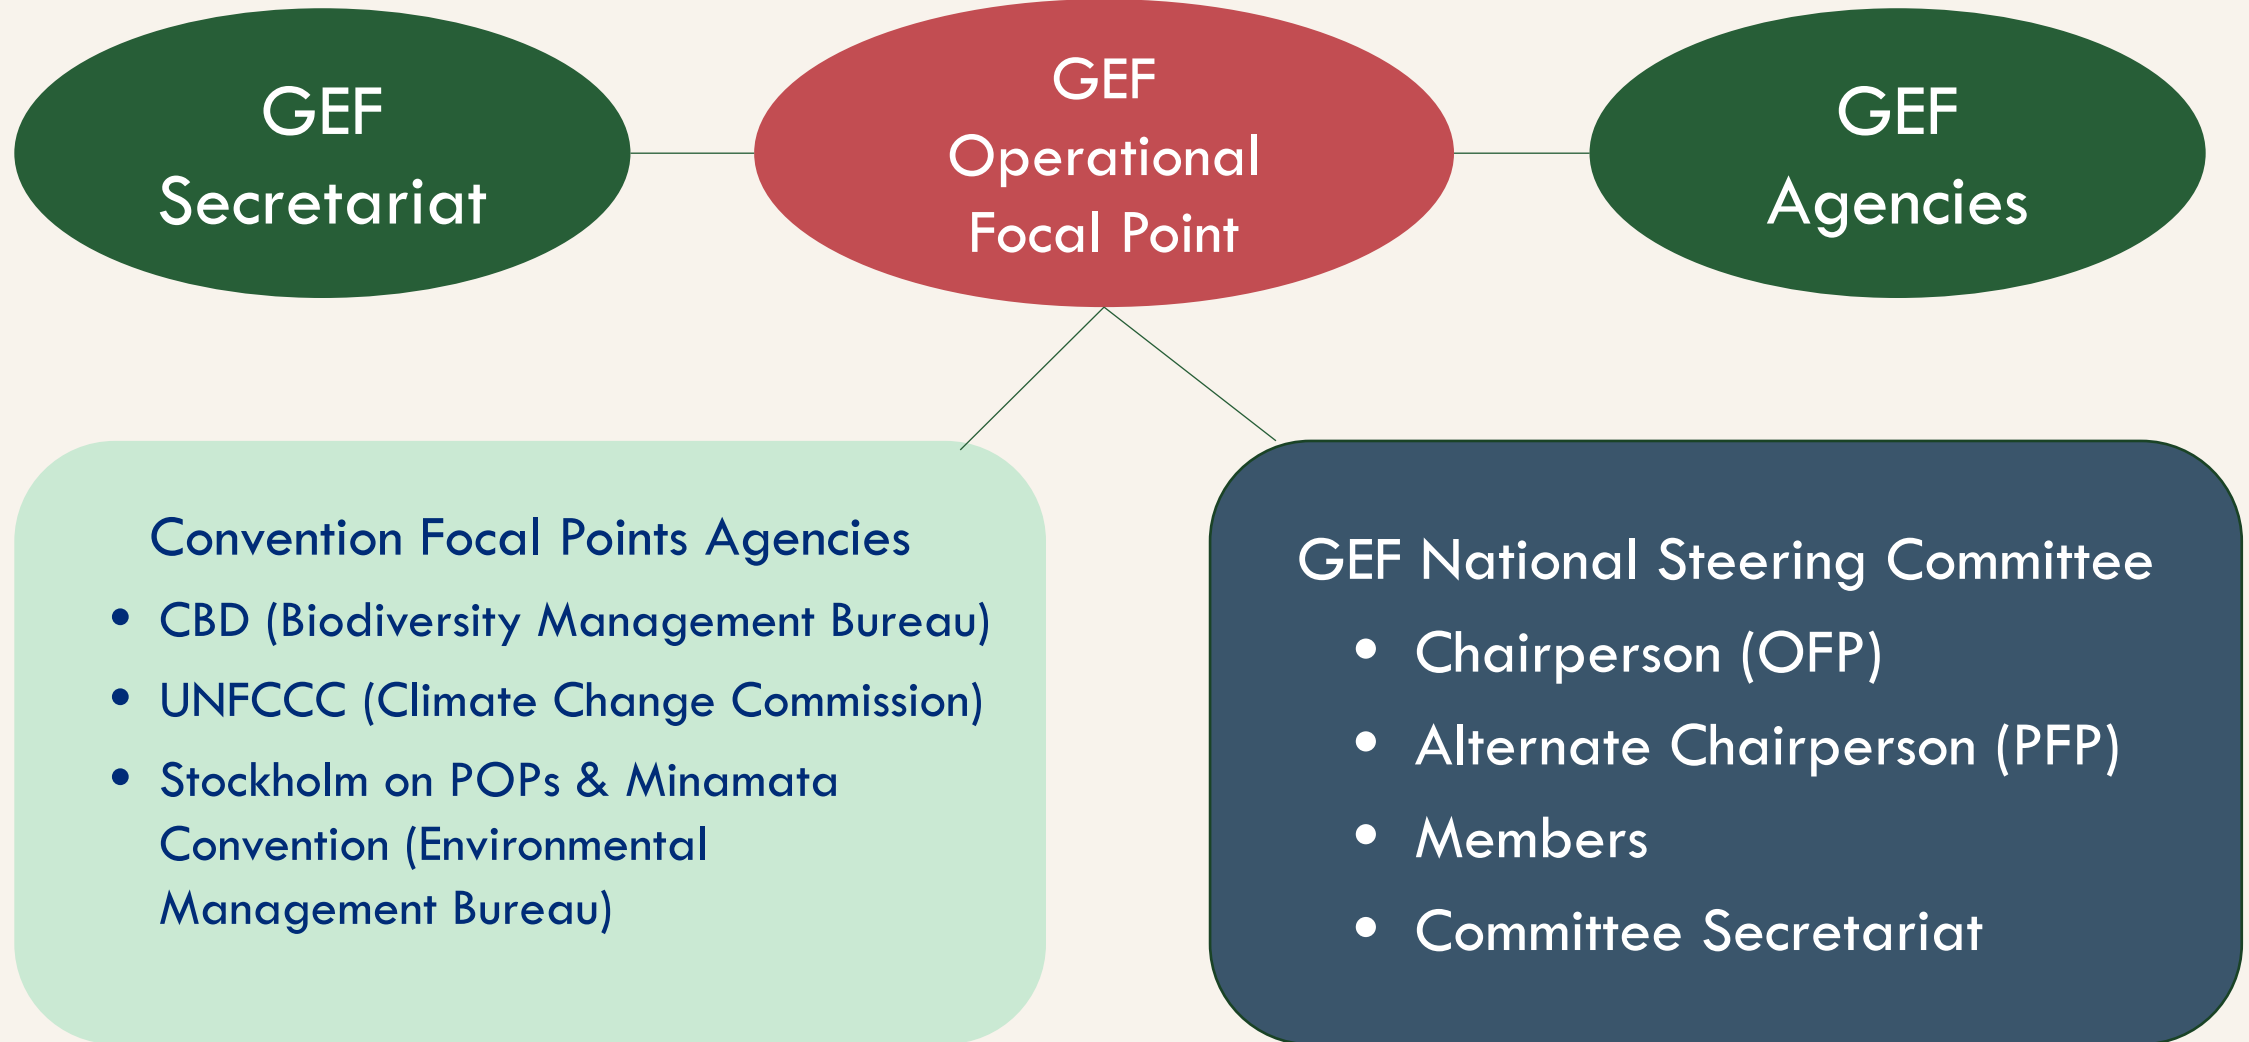 GEF
Secretariat
GEF
Operational
Focal Point
GEF
Agencies
Convention Focal Points Agencies
• CBD (Biodiversity Management Bureau)
• UNFCCC (Climate Change Commission)
• Stockholm on POPs & Minamata
Convention (Environmental
Management Bureau)
GEF National Steering Committee
• Chairperson (OFP)
• Alternate Chairperson (PFP)
• Members
• Committee Secretariat